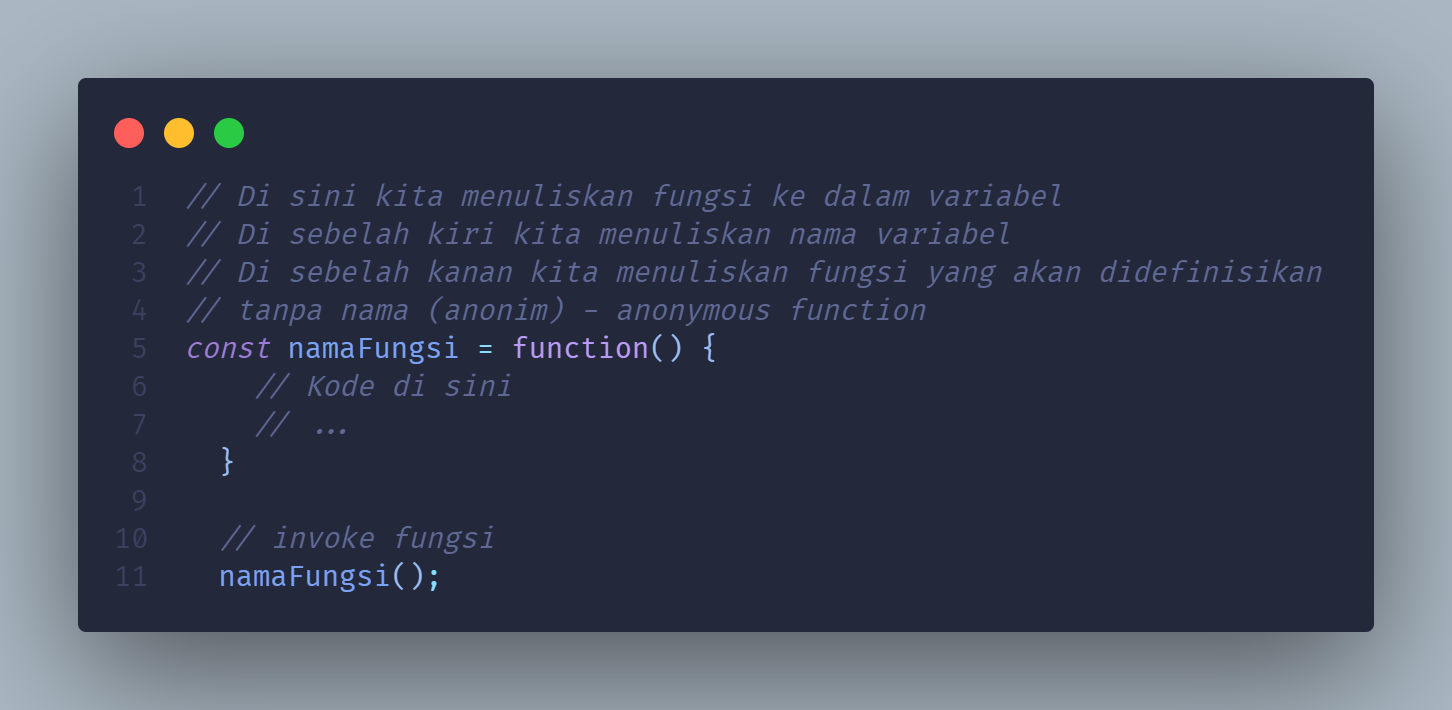 1 // Di sini kita menuliskan fungsi ke dalam variabel
2 // Di sebelah kiri kita menuliskan nama variabel
3 // Di sebelah kanan kita menuliskan fungsi yang akan didefinisikan
4 // tanpa nama (anonim) - anonymous function
5 const namaFungsi = function() {
6     // Kode di sini
7     // ...
8   }
9
10   // invoke fungsi
11   namaFungsi();